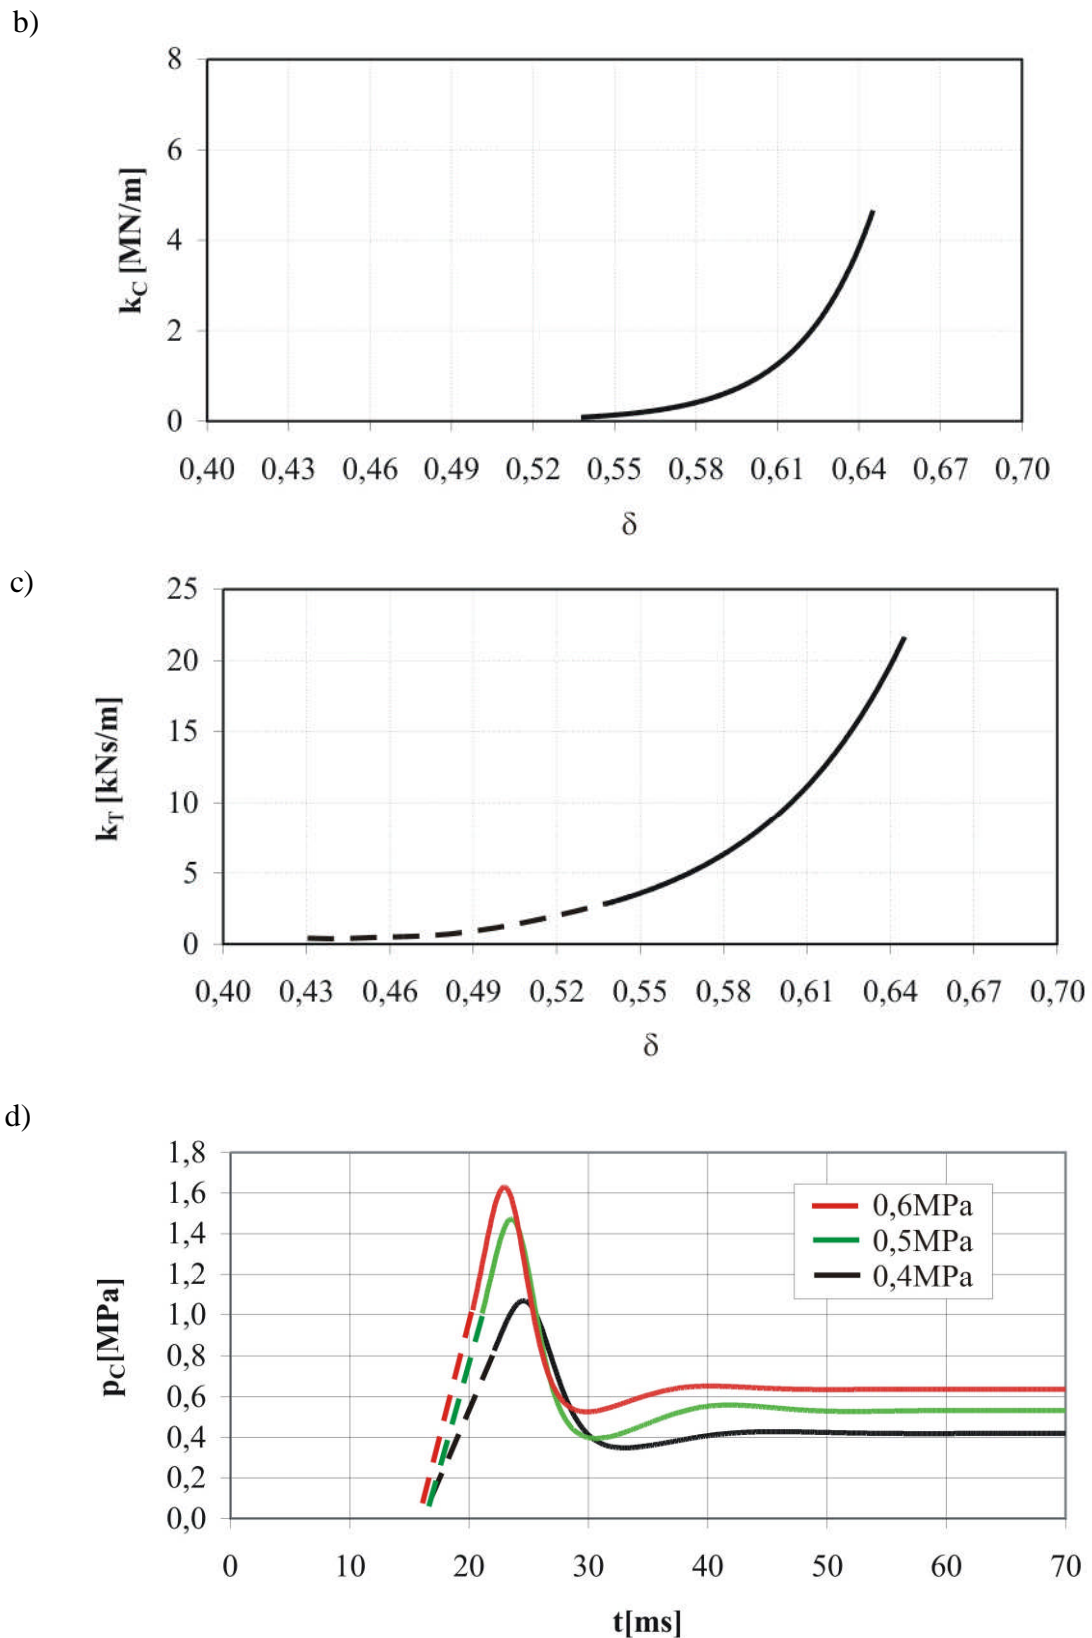 b)
8
6
4
2
0
k_C [MN/m]
0,40 0,43 0,46 0,49 0,52 0,55 0,58 0,61 0,64 0,67 0,70
δ
c)
25
20
15
10
5
0
k_T [kNs/m]
0,40 0,43 0,46 0,49 0,52 0,55 0,58 0,61 0,64 0,67 0,70
δ
d)
1,8
1,6
1,4
1,2
1,0
0,8
0,6
0,4
0,2
0,0
p_C[MPa]
0,6MPa
0,5MPa
0,4MPa
0 10 20 30 40 50 60 70
t[ms]